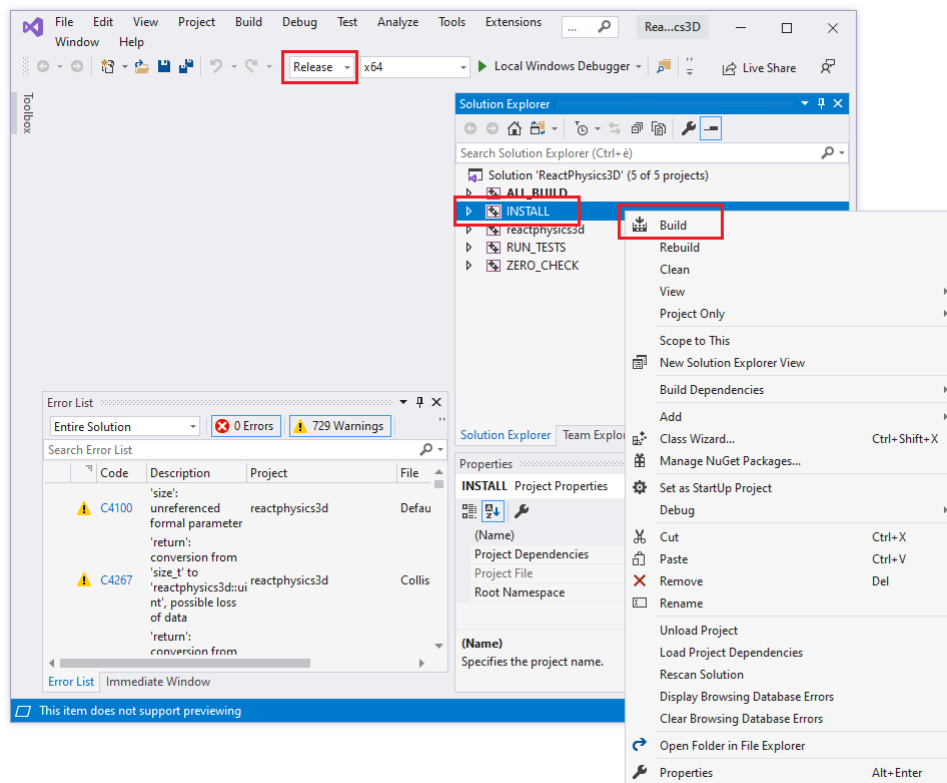 File Edit View Project Build Debug Test Analyze Tools Extensions ... Rea...cs3D
Window Help
Release x64 Local Windows Debugger Live Share
Toolbox
Solution Explorer
Search Solution Explorer (Ctrl+è)
Solution 'ReactPhysics3D' (5 of 5 projects)
ALL_BUILD
INSTALL
reactphysics3d
RUN_TESTS
ZERO_CHECK
Build
Rebuild
Clean
View
Project Only
Scope to This
New Solution Explorer View
Build Dependencies
Add
Class Wizard... Ctrl+Shift+X
Manage NuGet Packages...
Set as StartUp Project
Debug
Cut Ctrl+X
Paste Ctrl+V
Remove Del
Rename
Unload Project
Load Project Dependencies
Rescan Solution
Display Browsing Database Errors
Clear Browsing Database Errors
Open Folder in File Explorer
Properties Alt+Enter
Error List
Entire Solution 0 Errors 729 Warnings
Search Error List
Code Description Project File
'size':
C4100 unreferenced reactphysics3d Defau
formal parameter
'return':
conversion from
'size_t' to
C4267 'reactphysics3d::ui reactphysics3d Collis
nt', possible loss
of data
'return':
conversion from
Error List Immediate Window
Solution Explorer Team Explor
Properties
INSTALL Project Properties
(Name)
Project Dependencies
Project File
Root Namespace
(Name)
Specifies the project name.
This item does not support previewing